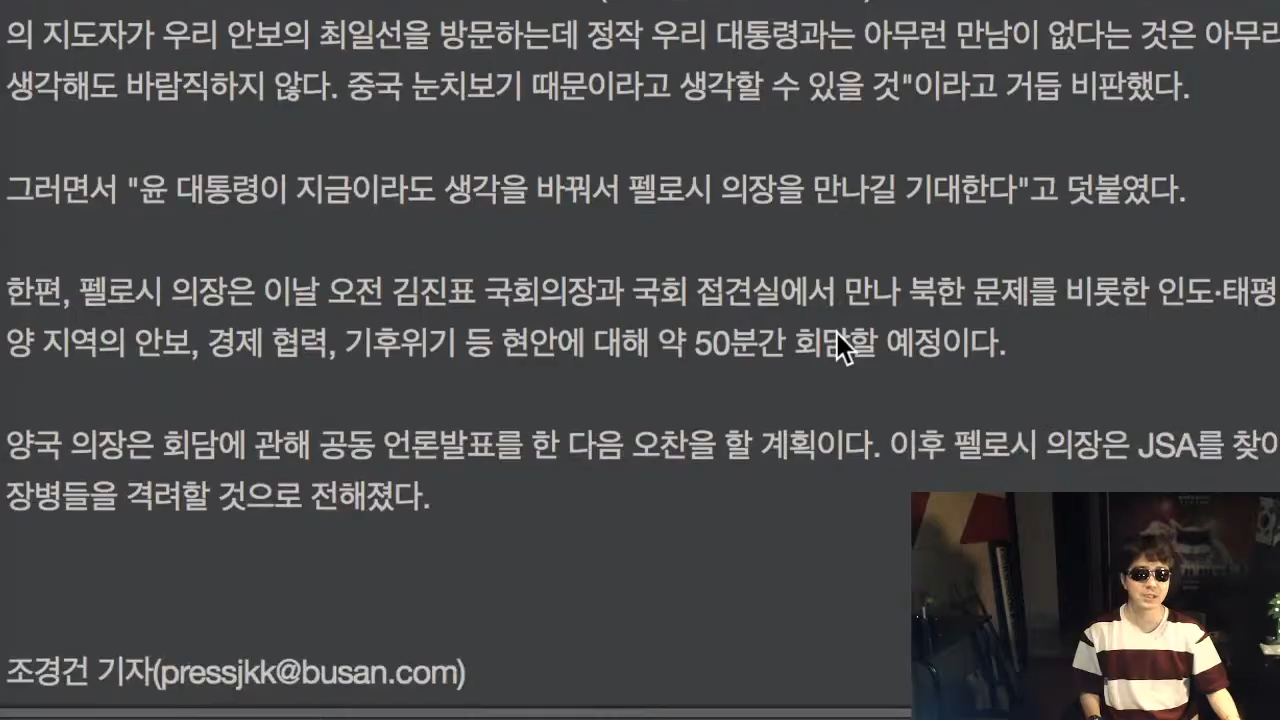 의 지도자가 우리 안보의 최일선을 방문하는데 정작 우리 대통령과는 아무런 만남이 없다는 것은 아무리
생각해도 바람직하지 않다. 중국 눈치보기 때문이라고 생각할 수 있을 것"이라고 거듭 비판했다.
그러면서 "윤 대통령이 지금이라도 생각을 바꿔서 펠로시 의장을 만나길 기대한다"고 덧붙였다.
한편, 펠로시 의장은 이날 오전 김진표 국회의장과 국회 접견실에서 만나 북한 문제를 비롯한 인도·태평
양 지역의 안보, 경제 협력, 기후위기 등 현안에 대해 약 50분간 회담할 예정이다.
양국 의장은 회담에 관해 공동 언론발표를 한 다음 오찬을 할 계획이다. 이후 펠로시 의장은 JSA를 찾아
장병들을 격려할 것으로 전해졌다.
조경건 기자(pressjkk@busan.com)